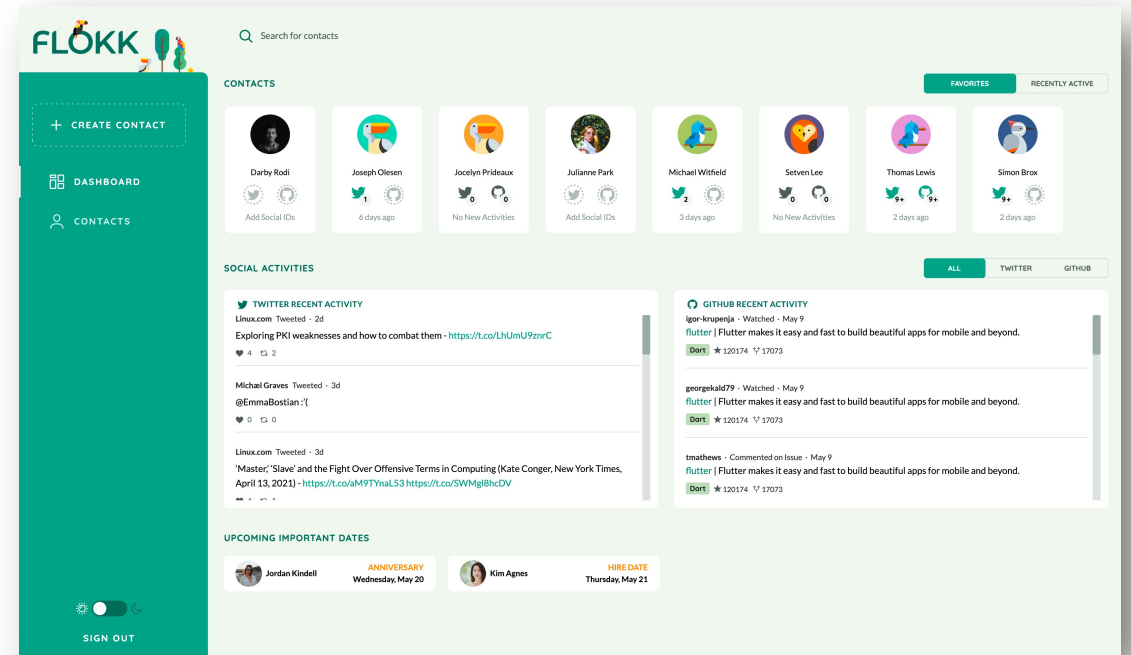 FLOKK
Search for contacts
CREATE CONTACT
DASHBOARD
CONTACTS
SIGN OUT
CONTACTS
FAVORITES
RECENTLY ACTIVE
Darby Rodi
Add Social IDs
Joseph Olesen
1
6 days ago
Jocelyn Prideaux
0 0
No New Activities
Julianne Park
Add Social IDs
Michael Witfield
2
3 days ago
Setven Lee
0 0
No New Activities
Thomas Lewis
9+ 9+
2 days ago
Simon Brox
9+
2 days ago
SOCIAL ACTIVITIES
ALL
TWITTER
GITHUB
TWITTER RECENT ACTIVITY
Linux.com Tweeted · 2d
Exploring PKI weaknesses and how to combat them - https://t.co/LhUmU9znrC
4 2
Michael Graves Tweeted · 3d
@EmmaBostian :'(
0 0
Linux.com Tweeted · 3d
'Master,' 'Slave' and the Fight Over Offensive Terms in Computing (Kate Conger, New York Times,
April 13, 2021) - https://t.co/aM9TYnaL53 https://t.co/SWMgl8hcDV
GITHUB RECENT ACTIVITY
igor-krupenja · Watched · May 9
flutter | Flutter makes it easy and fast to build beautiful apps for mobile and beyond.
Dart 120174 17073
georgekald79 · Watched · May 9
flutter | Flutter makes it easy and fast to build beautiful apps for mobile and beyond.
Dart 120174 17073
tmathews · Commented on Issue · May 9
flutter | Flutter makes it easy and fast to build beautiful apps for mobile and beyond.
Dart 120174 17073
UPCOMING IMPORTANT DATES
Jordan Kindell
ANNIVERSARY
Wednesday, May 20
Kim Agnes
HIRE DATE
Thursday, May 21